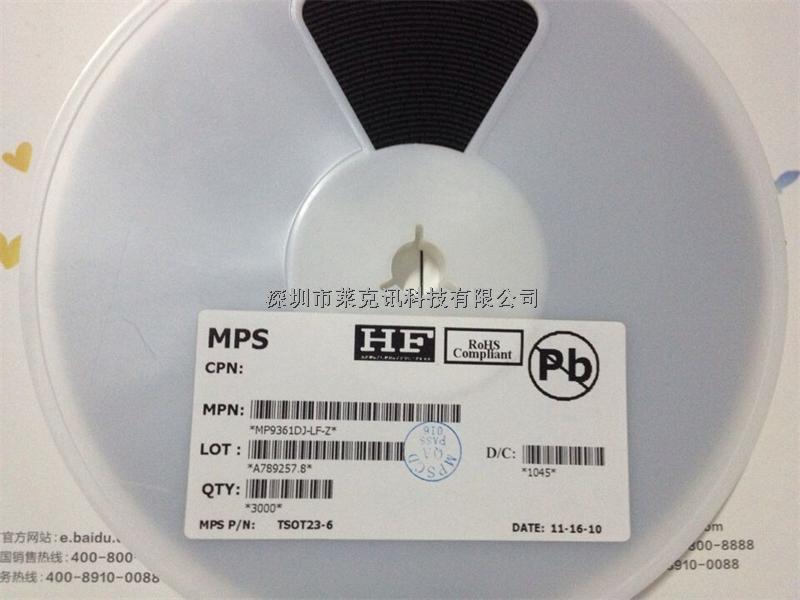 深圳市莱克讯科技有限公司
MPS
HF
RoHS
Compliant
Pb
CPN:
MPN:
*MP9361DJ-LF-Z*
LOT :
*A789257.8*
MPSCD
QA
PASS
016
D/C:
*1045*
QTY:
*3000*
MPS P/N: TSOT23-6
DATE: 11-16-10
官方网站: e.baidu.c
国销售热线: 400-800-
务热线: 400-8910-0088
om
00-8888
8910-0088